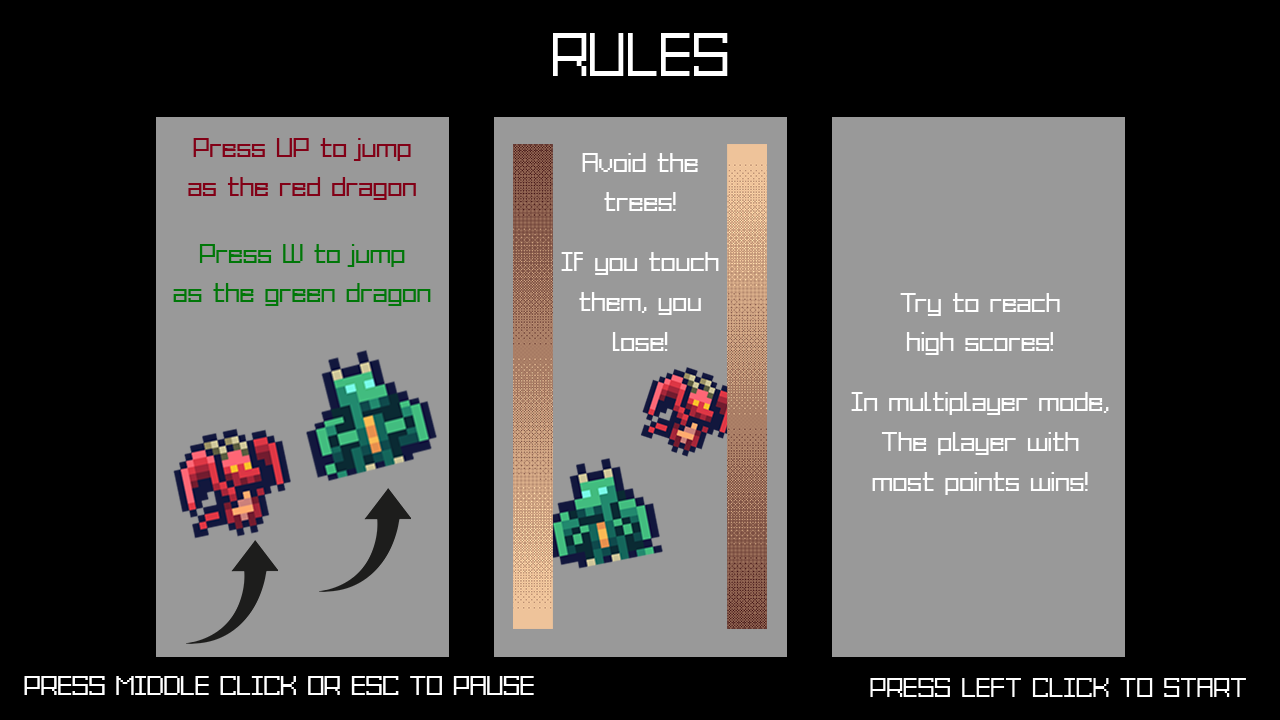 RULES
Press UP to jump
as the red dragon
Press W to jump
as the green dragon
Avoid the
trees!
If you touch
them, you
lose!
Try to reach
high scores!
In multiplayer mode,
The player with
most points wins!
PRESS MIDDLE CLICK OR ESC TO PAUSE
PRESS LEFT CLICK TO START